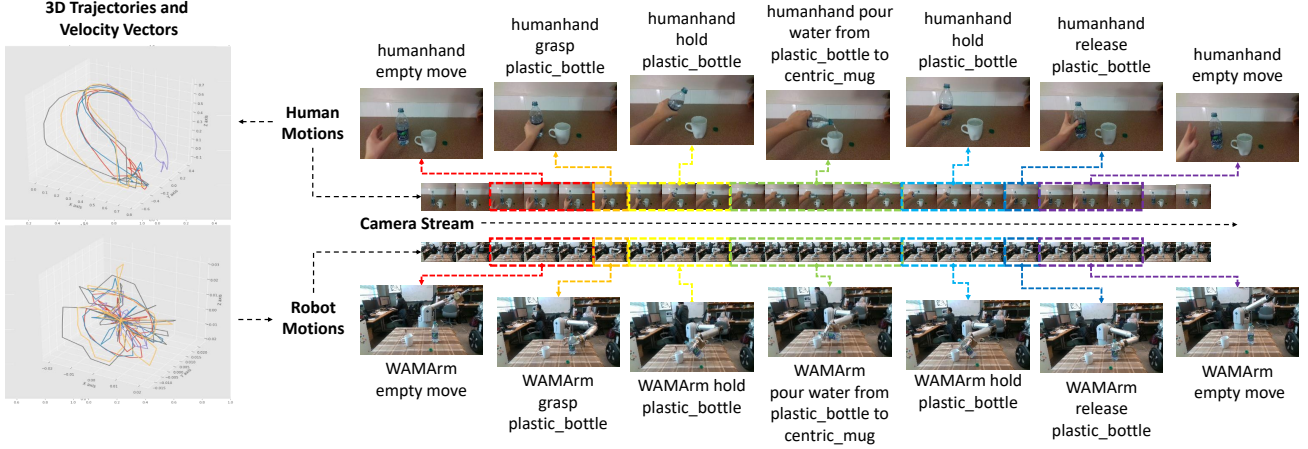 3D Trajectories and
Velocity Vectors
humanhand
empty move
humanhand
grasp
plastic_bottle
humanhand
hold
plastic_bottle
humanhand pour
water from
plastic_bottle to
centric_mug
humanhand
hold
plastic_bottle
humanhand
release
plastic_bottle
humanhand
empty move
Human
Motions
Camera Stream
Robot
Motions
WAMArm
empty move
WAMArm
grasp
plastic_bottle
WAMArm hold
plastic_bottle
WAMArm
pour water from
plastic_bottle to
centric_mug
WAMArm hold
plastic_bottle
WAMArm
release
plastic_bottle
WAMArm
empty move